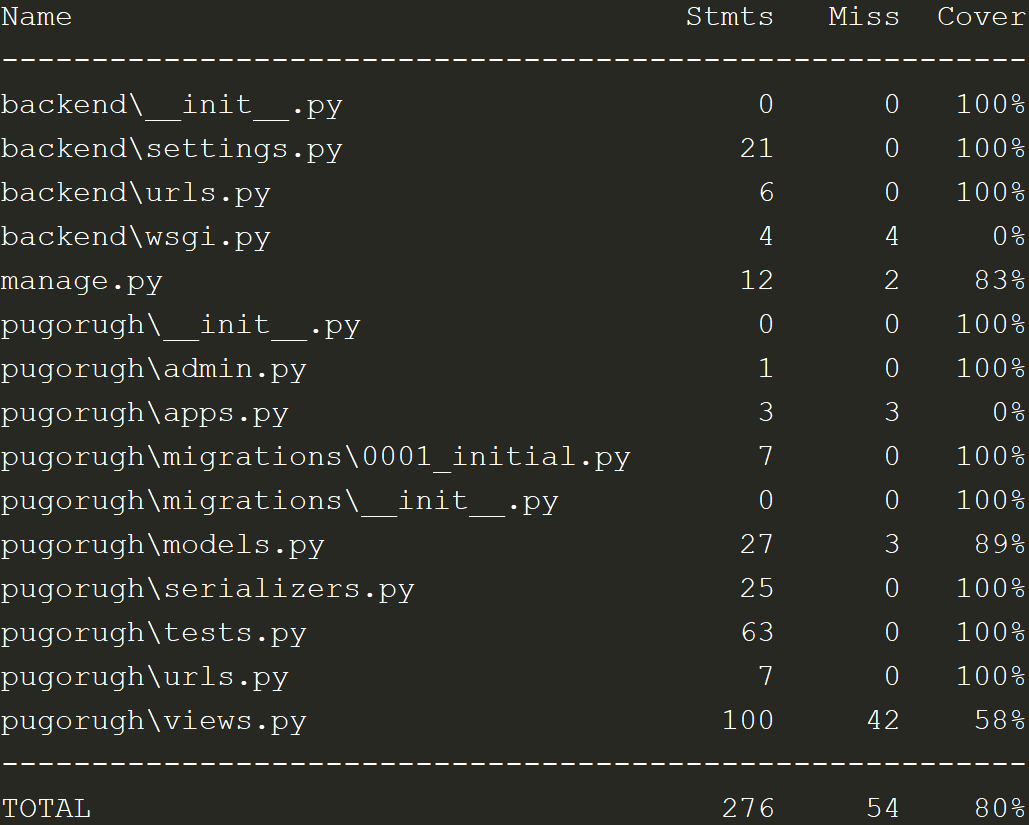 Name Stmts Miss Cover
---------------------------------------------------------
backend\__init__.py 0 0 100%
backend\settings.py 21 0 100%
backend\urls.py 6 0 100%
backend\wsgi.py 4 4 0%
manage.py 12 2 83%
pugorugh\__init__.py 0 0 100%
pugorugh\admin.py 1 0 100%
pugorugh\apps.py 3 3 0%
pugorugh\migrations\0001_initial.py 7 0 100%
pugorugh\migrations\__init__.py 0 0 100%
pugorugh\models.py 27 3 89%
pugorugh\serializers.py 25 0 100%
pugorugh\tests.py 63 0 100%
pugorugh\urls.py 7 0 100%
pugorugh\views.py 100 42 58%
---------------------------------------------------------
TOTAL 276 54 80%